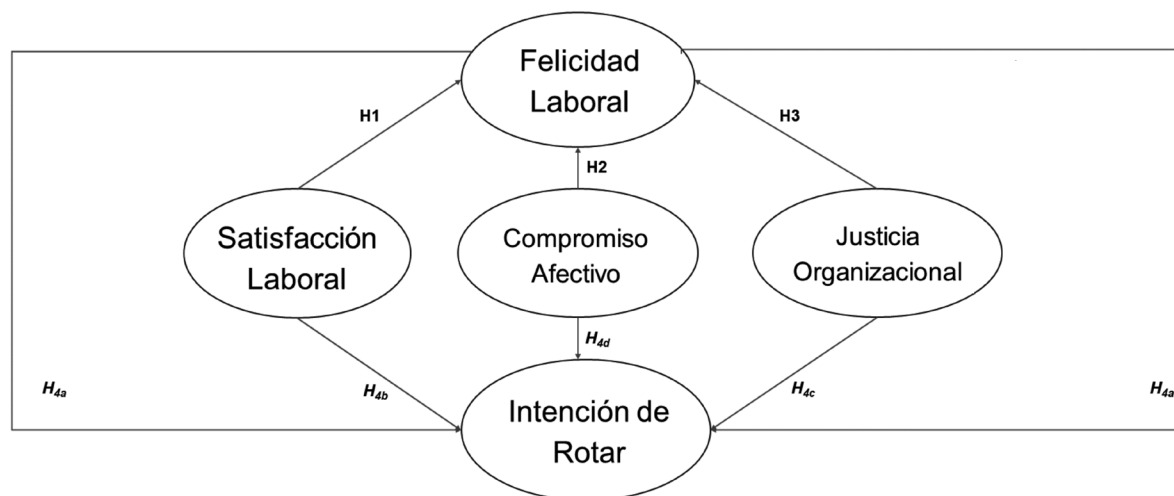 Felicidad
Laboral
H1
H3
H2
Satisfacción
Laboral
Compromiso
Afectivo
Justicia
Organizacional
H4d
H4a
H4b
H4c
H4a
Intención de
Rotar